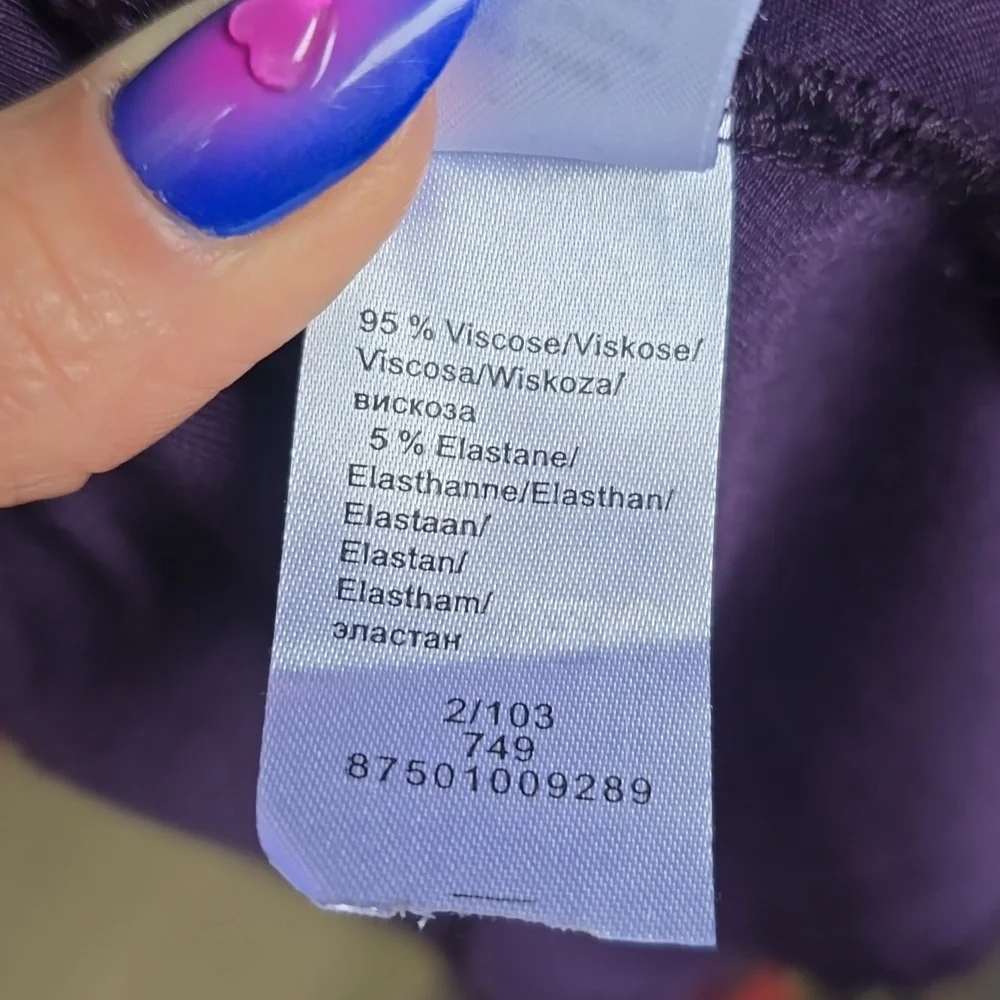 95 % Viscose/Viskose/
Viscosa/Wiskoza/
вискоза
5 % Elastane/
Elasthanne/Elasthan/
Elastaan/
Elastan/
Elastham/
эластан
2/103
749
87501009289